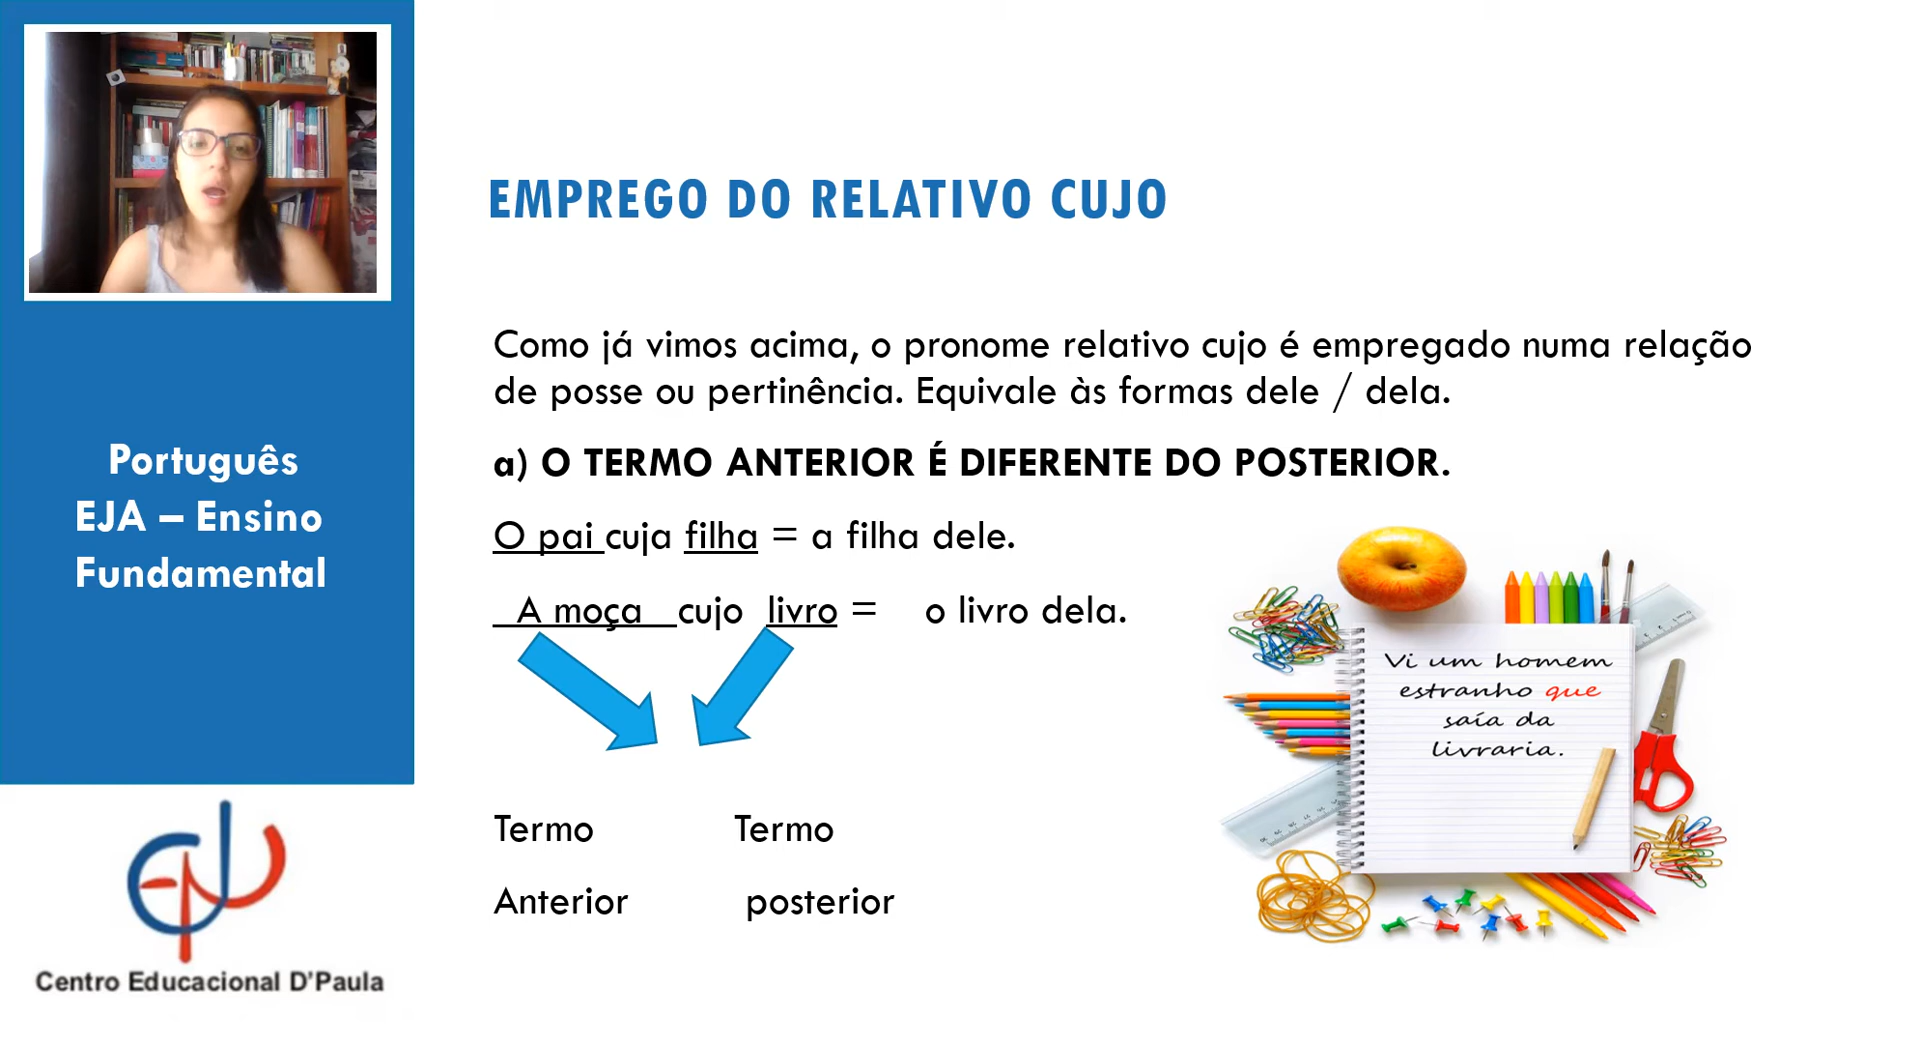 EMPREGO DO RELATIVO CUJO
Como já vimos acima, o pronome relativo cujo é empregado numa relação
de posse ou pertinência. Equivale às formas dele / dela.
a) O TERMO ANTERIOR É DIFERENTE DO POSTERIOR.
O pai cuja filha = a filha dele.
A moça cujo livro = o livro dela.
Termo Termo
Anterior posterior
Vi um homem
estranho que
saía da
livraria.
Português
EJA – Ensino
Fundamental
Centro Educacional D'Paula